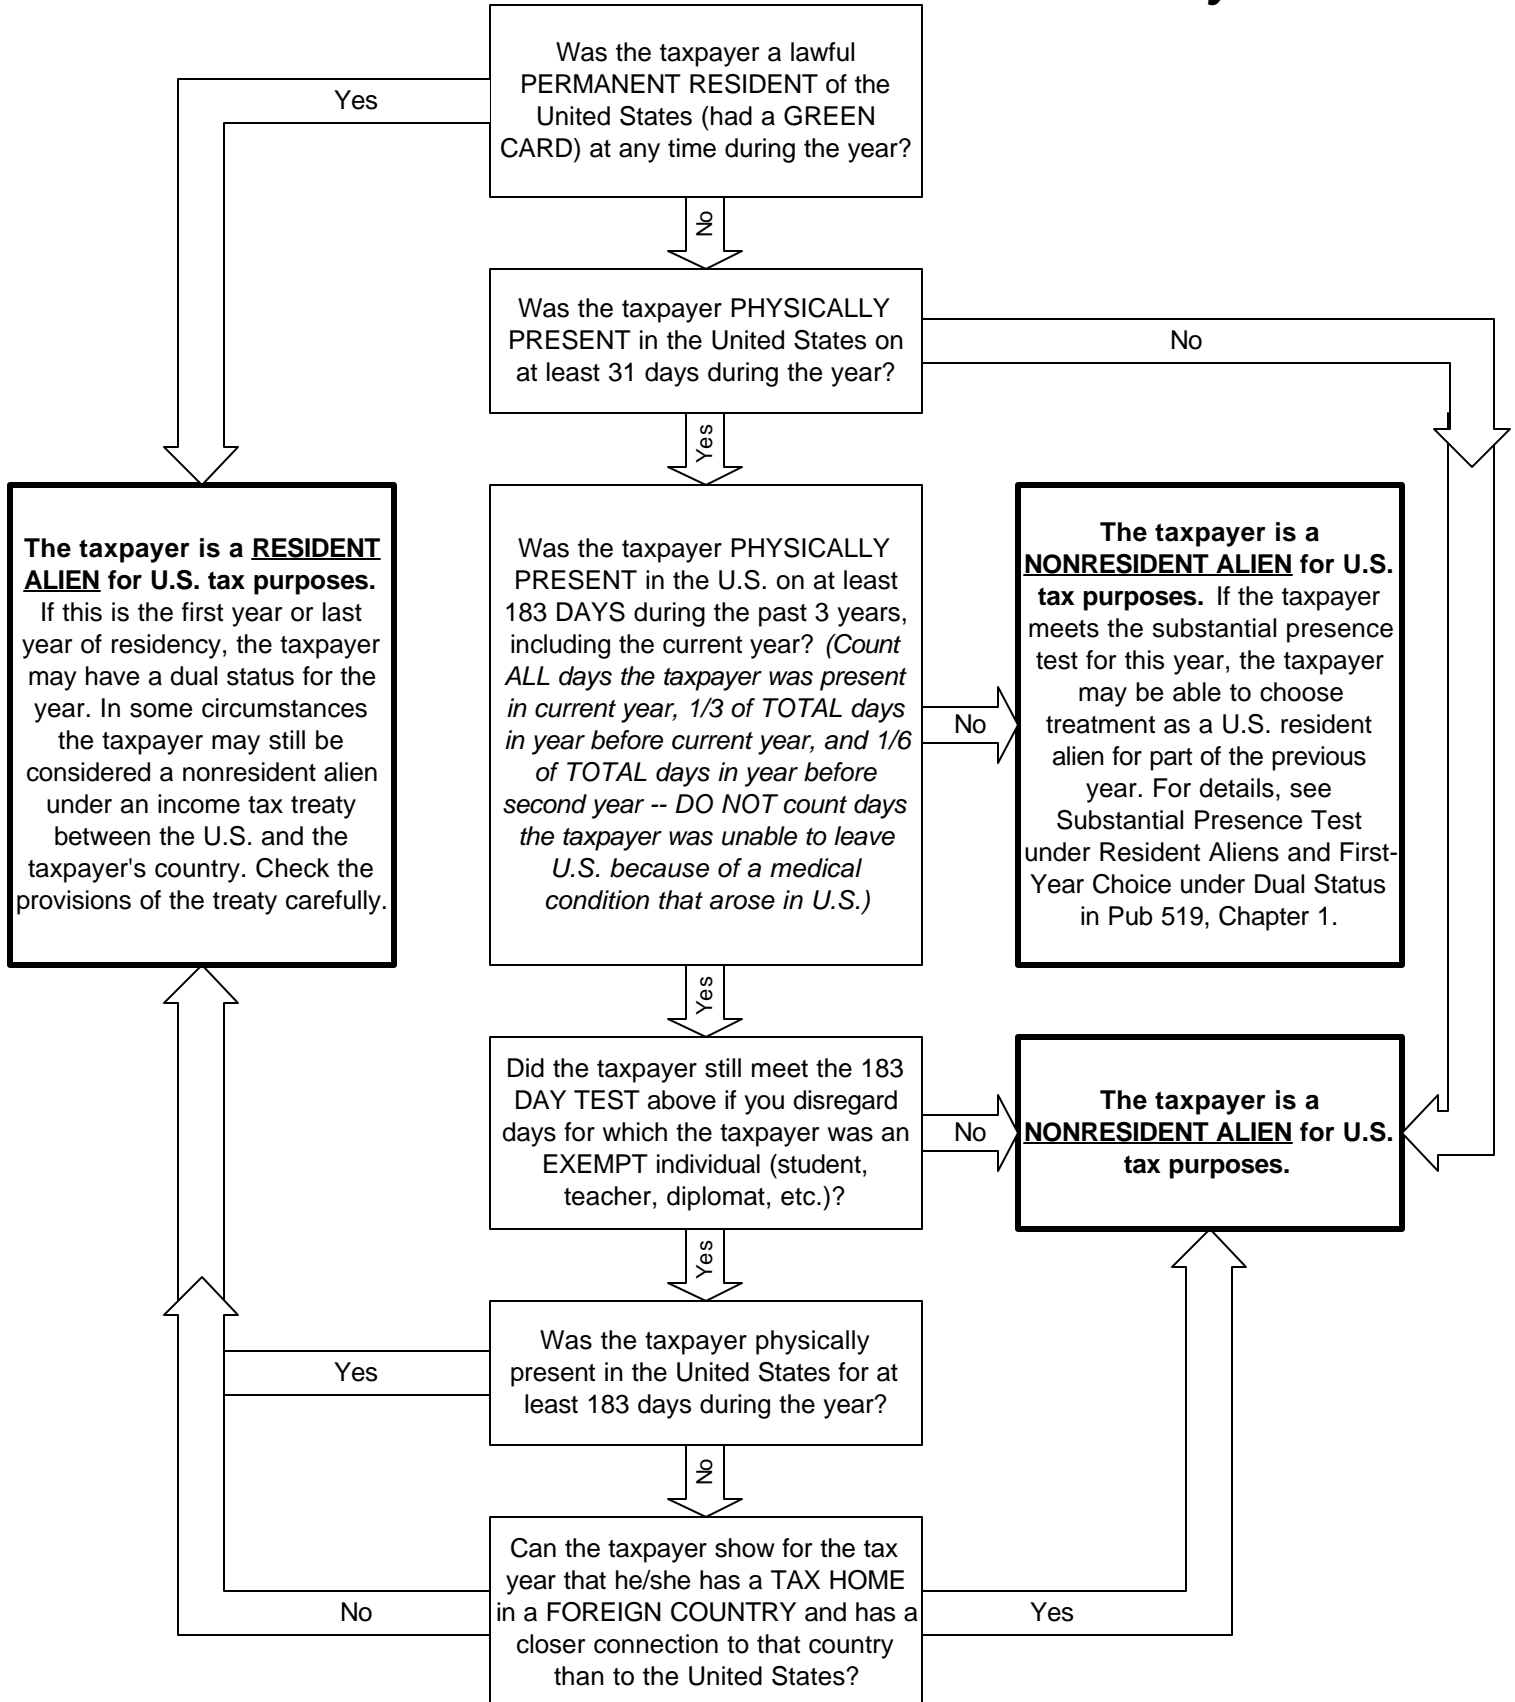 Was the taxpayer a lawful
PERMANENT RESIDENT of the
United States (had a GREEN
CARD) at any time during the year?
Yes
No
Was the taxpayer PHYSICALLY
PRESENT in the United States on
at least 31 days during the year?
No
Yes
The taxpayer is a RESIDENT
ALIEN for U.S. tax purposes.
If this is the first year or last
year of residency, the taxpayer
may have a dual status for the
year. In some circumstances
the taxpayer may still be
considered a nonresident alien
under an income tax treaty
between the U.S. and the
taxpayer's country. Check the
provisions of the treaty carefully.
Was the taxpayer PHYSICALLY
PRESENT in the U.S. on at least
183 DAYS during the past 3 years,
including the current year? (Count
ALL days the taxpayer was present
in current year, 1/3 of TOTAL days
in year before current year, and 1/6
of TOTAL days in year before
second year -- DO NOT count days
the taxpayer was unable to leave
U.S. because of a medical
condition that arose in U.S.)
No
The taxpayer is a
NONRESIDENT ALIEN for U.S.
tax purposes. If the taxpayer
meets the substantial presence
test for this year, the taxpayer
may be able to choose
treatment as a U.S. resident
alien for part of the previous
year. For details, see
Substantial Presence Test
under Resident Aliens and First-
Year Choice under Dual Status
in Pub 519, Chapter 1.
Yes
Did the taxpayer still meet the 183
DAY TEST above if you disregard
days for which the taxpayer was an
EXEMPT individual (student,
teacher, diplomat, etc.)?
No
The taxpayer is a
NONRESIDENT ALIEN for U.S.
tax purposes.
Yes
Was the taxpayer physically
present in the United States for at
least 183 days during the year?
Yes
No
Can the taxpayer show for the tax
year that he/she has a TAX HOME
in a FOREIGN COUNTRY and has a
closer connection to that country
than to the United States?
No
Yes